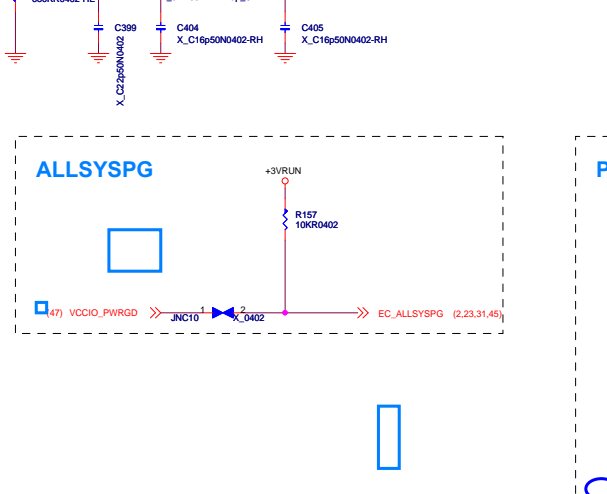 C399
X_C22p50N0402
C404
X_C16p50N0402-RH
C405
X_C16p50N0402-RH
ALLSYSPG
+3VRUN
R157
10KR0402
(47) VCCIO_PWRGD
1
2
JNC10
X_0402
EC_ALLSYSPG (2,23,31,45)
P